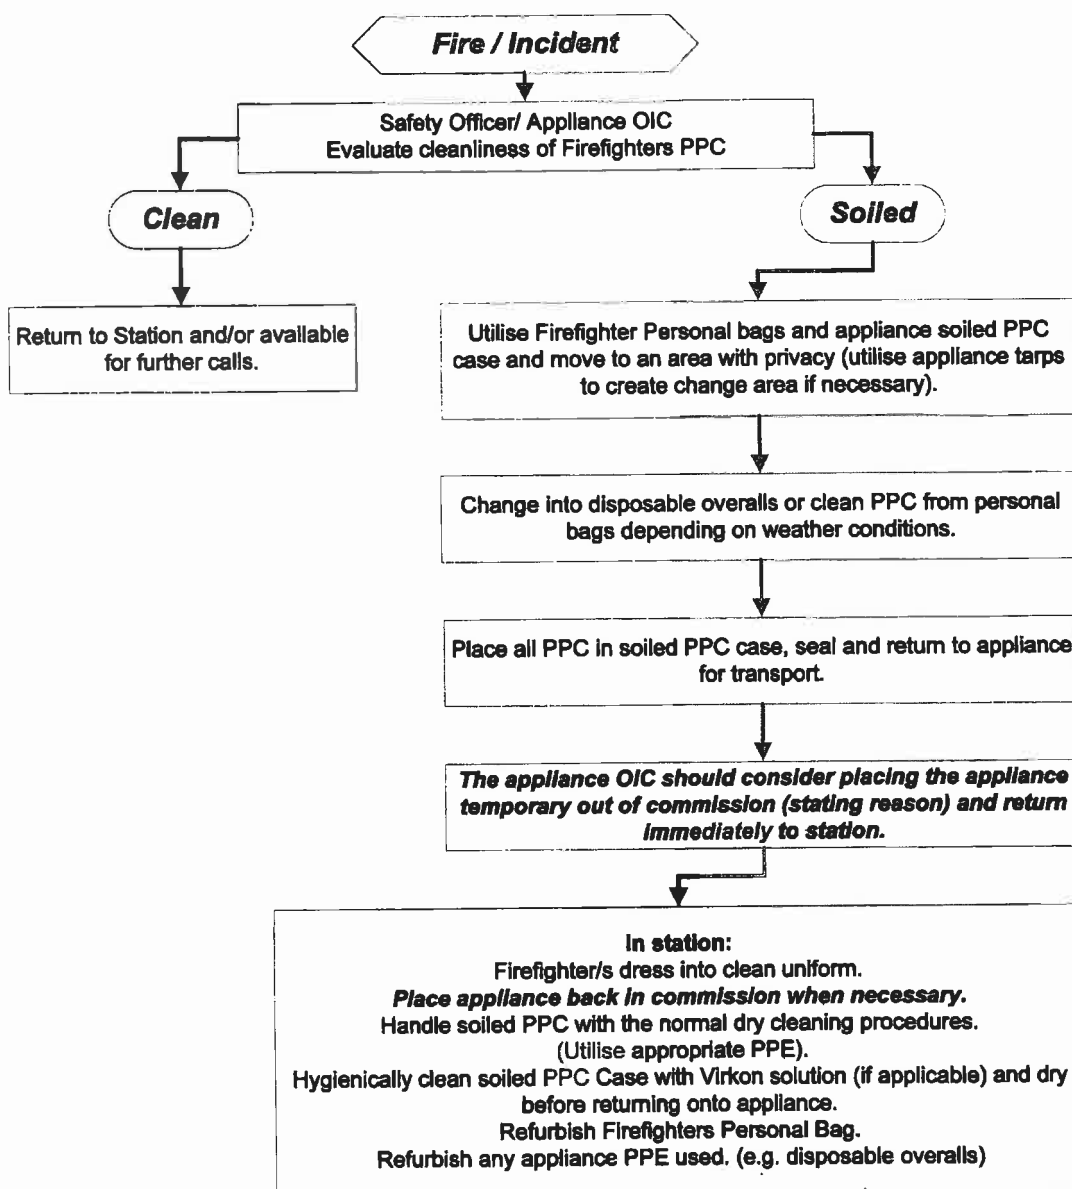 Fire / Incident
Safety Officer/ Appliance OIC
Evaluate cleanliness of Firefighters PPC
Clean
Soiled
Return to Station and/or available
for further calls.
Utilise Firefighter Personal bags and appliance soiled PPC
case and move to an area with privacy (utilise appliance tarps
to create change area if necessary).
Change into disposable overalls or clean PPC from personal
bags depending on weather conditions.
Place all PPC in soiled PPC case, seal and return to appliance
for transport.
The appliance OIC should consider placing the appliance
temporary out of commission (stating reason) and return
immediately to station.
In station:
Firefighter/s dress into clean uniform.
Place appliance back in commission when necessary.
Handle soiled PPC with the normal dry cleaning procedures.
(Utilise appropriate PPE).
Hygienically clean soiled PPC Case with Virkon solution (if applicable) and dry
before returning onto appliance.
Refurbish Firefighters Personal Bag.
Refurbish any appliance PPE used. (e.g. disposable overalls)